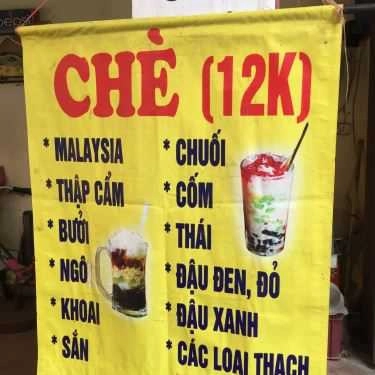 CHÈ (12K)
* MALAYSIA
* THẬP CẨM
* BƯỞI
* NGÔ
* KHOAI
* SẮN
* CHUỐI
* CỐM
* THÁI
* ĐẬU ĐEN, ĐỎ
* ĐẬU XANH
* CÁC LOẠI THẠCH